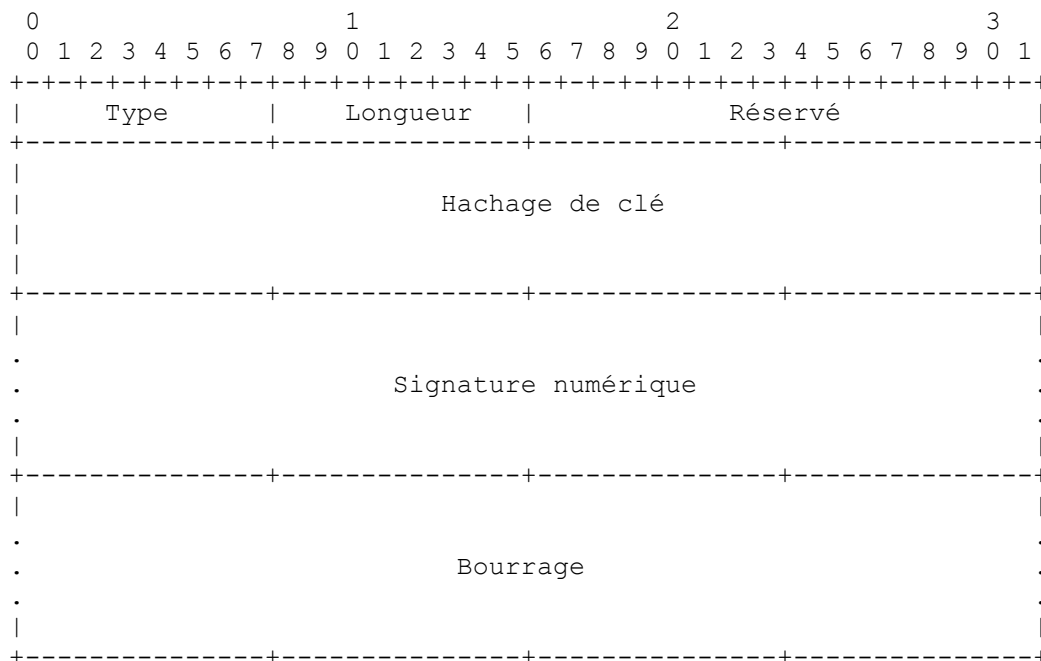 0 1 2 3
0 1 2 3 4 5 6 7 8 9 0 1 2 3 4 5 6 7 8 9 0 1 2 3 4 5 6 7 8 9 0 1
Type | Longueur | Réservé
Hachage de clé
Signature numérique
Bourrage